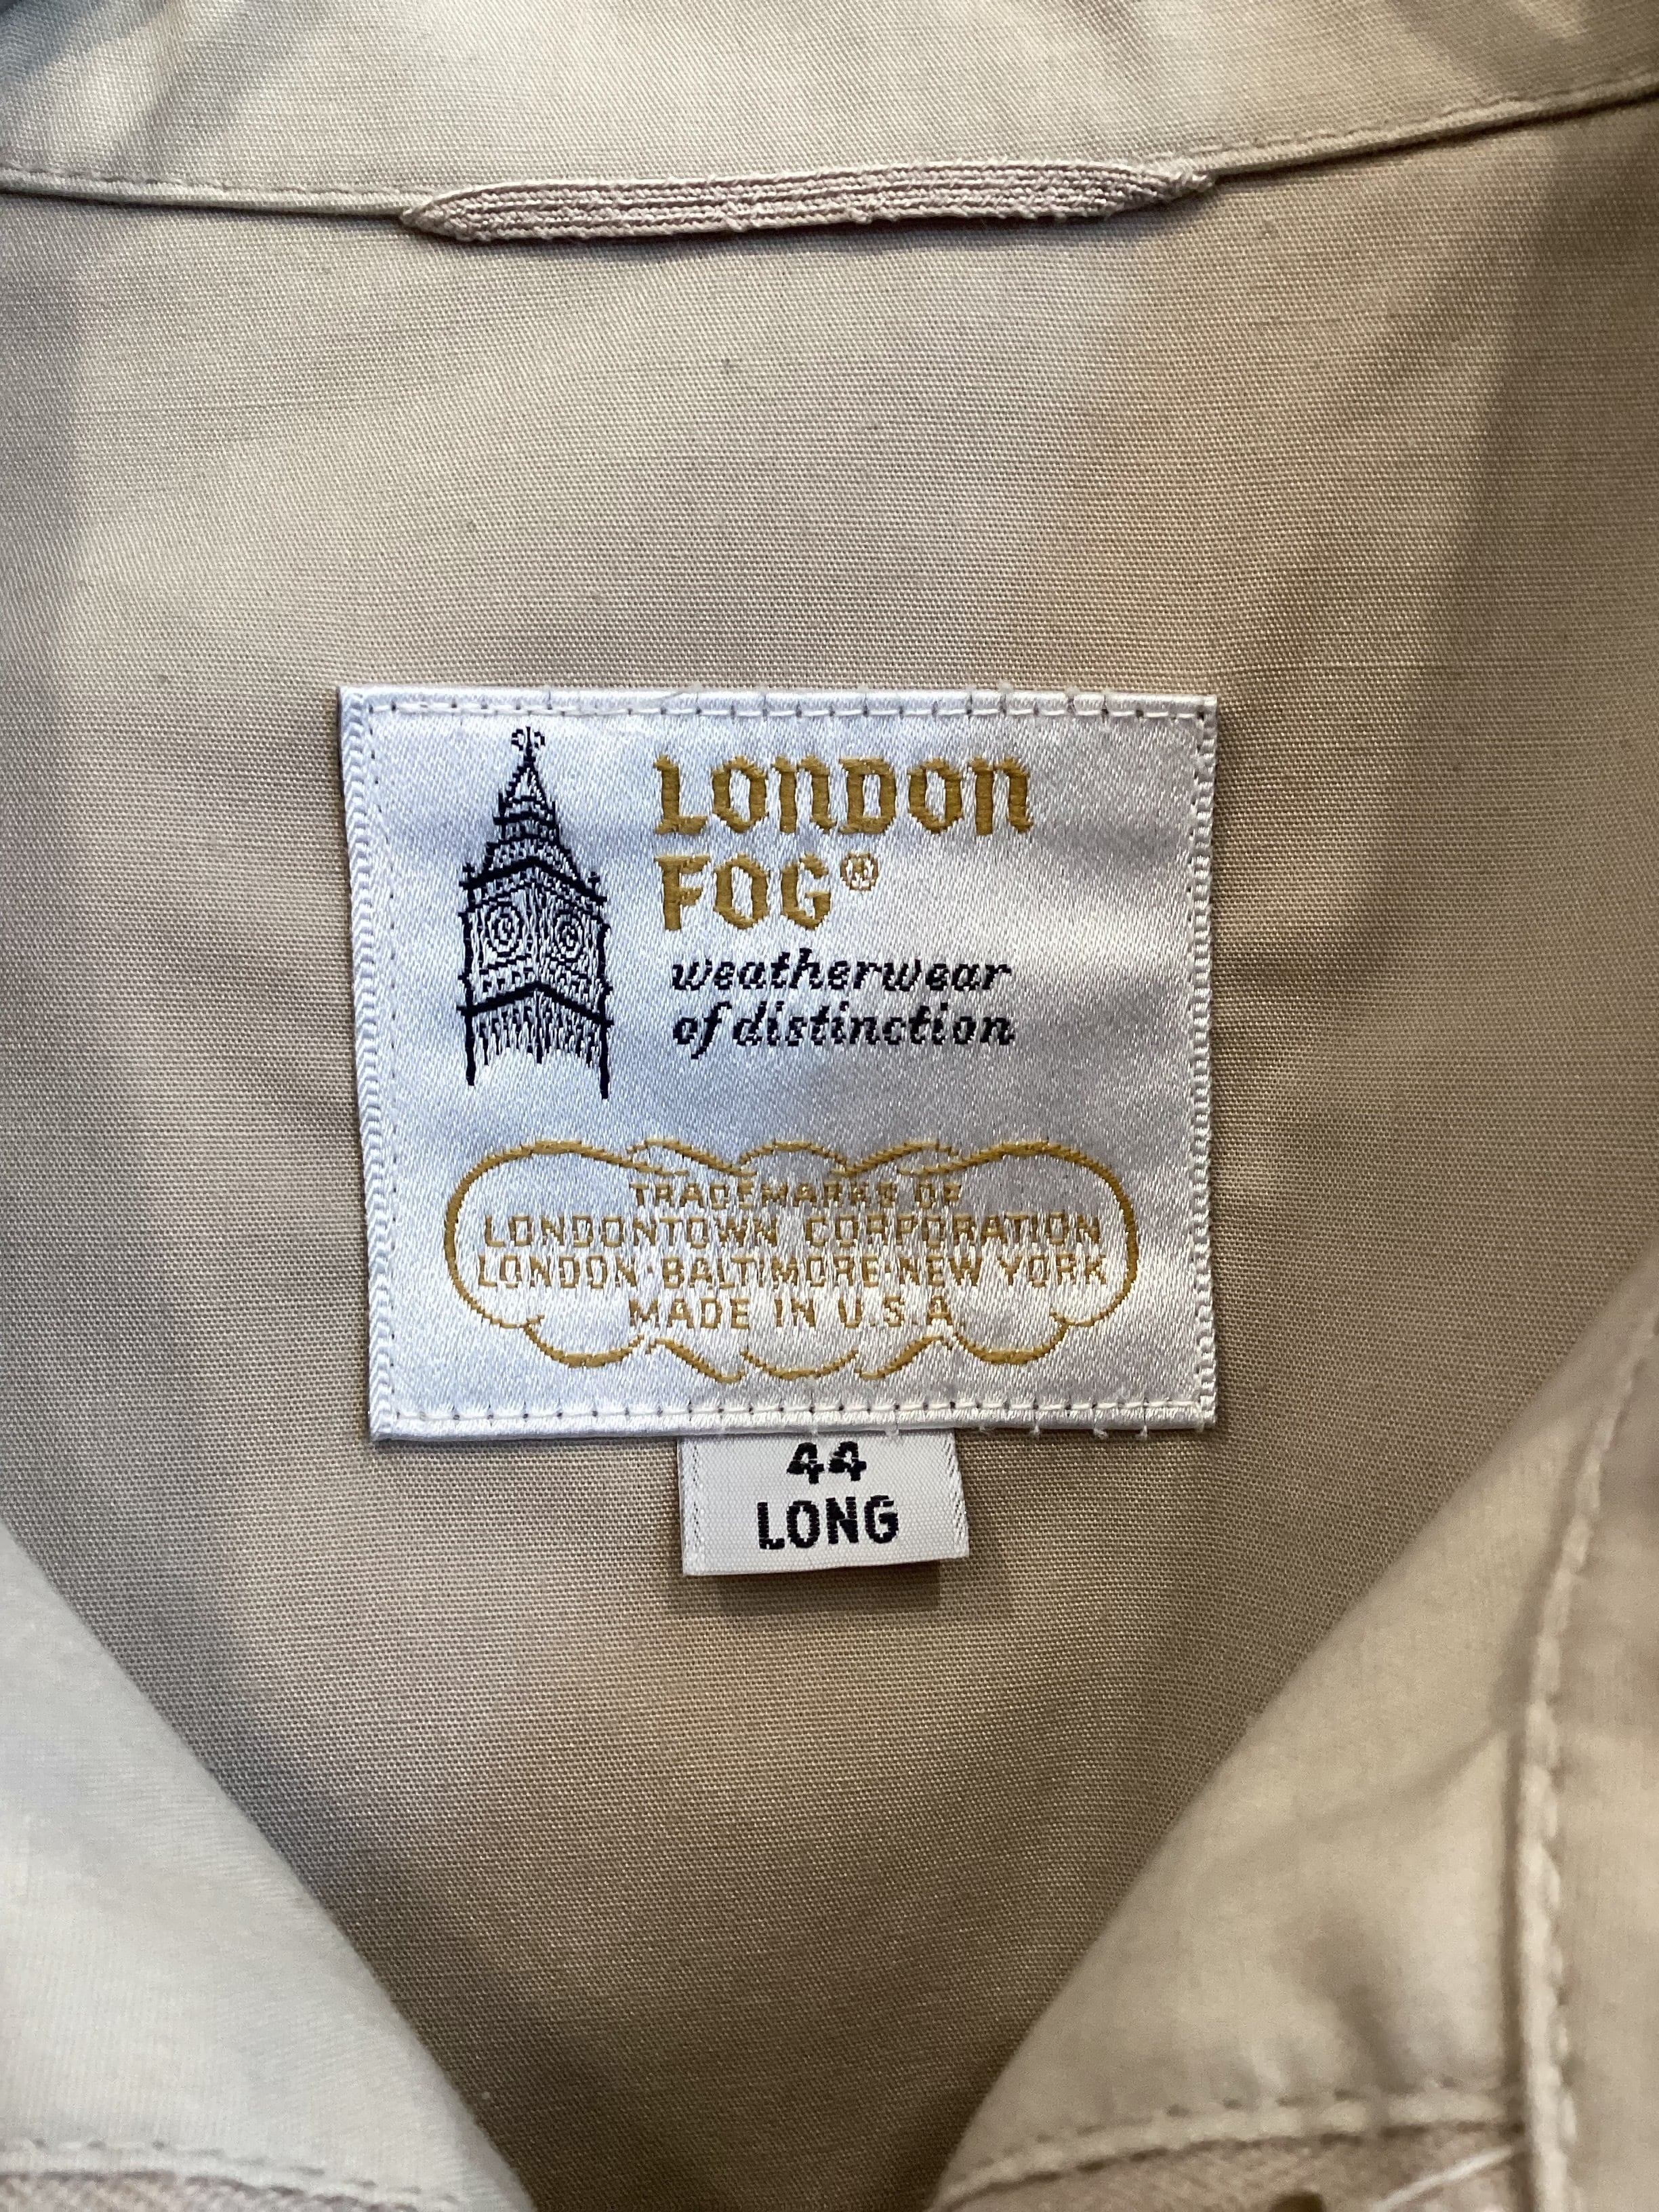 LONDON
FOG®
weatherwear
of distinction
TRADEMARKS OF
LONDONTOWN CORPORATION
LONDON·BALTIMORE·NEW YORK
MADE IN U.S.A
44
LONG